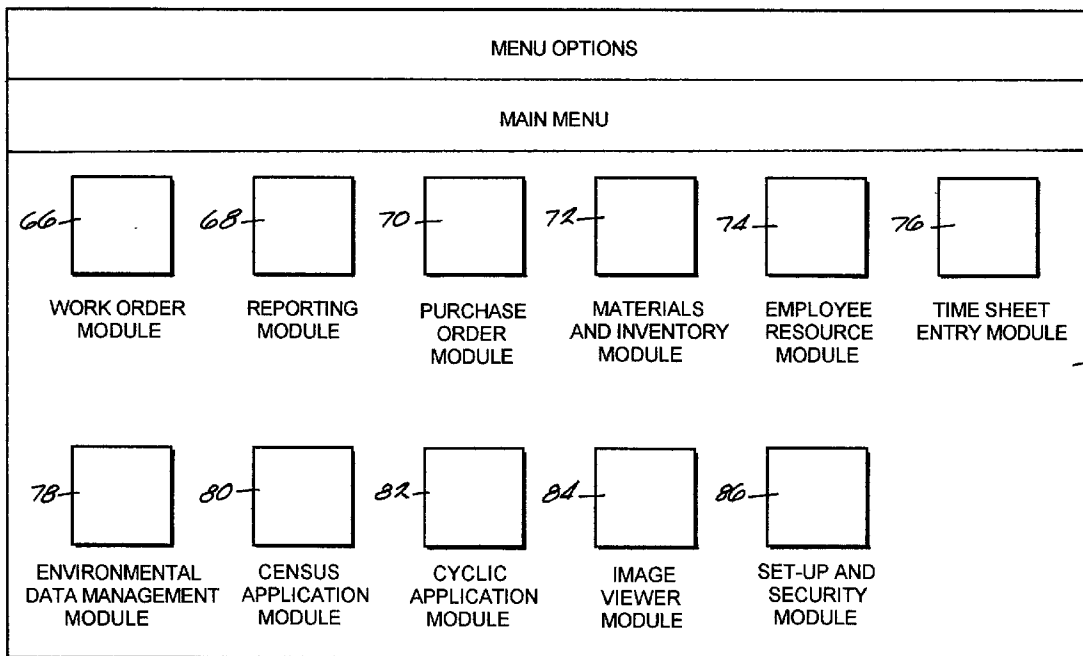 MENU OPTIONS
MAIN MENU
66 68 70 72 74 76
WORK ORDER
MODULE
REPORTING
MODULE
PURCHASE
ORDER
MODULE
MATERIALS
AND INVENTORY
MODULE
EMPLOYEE
RESOURCE
MODULE
TIME SHEET
ENTRY MODULE
78 80 82 84 86
ENVIRONMENTAL
DATA MANAGEMENT
MODULE
CENSUS
APPLICATION
MODULE
CYCLIC
APPLICATION
MODULE
IMAGE
VIEWER
MODULE
SET-UP AND
SECURITY
MODULE